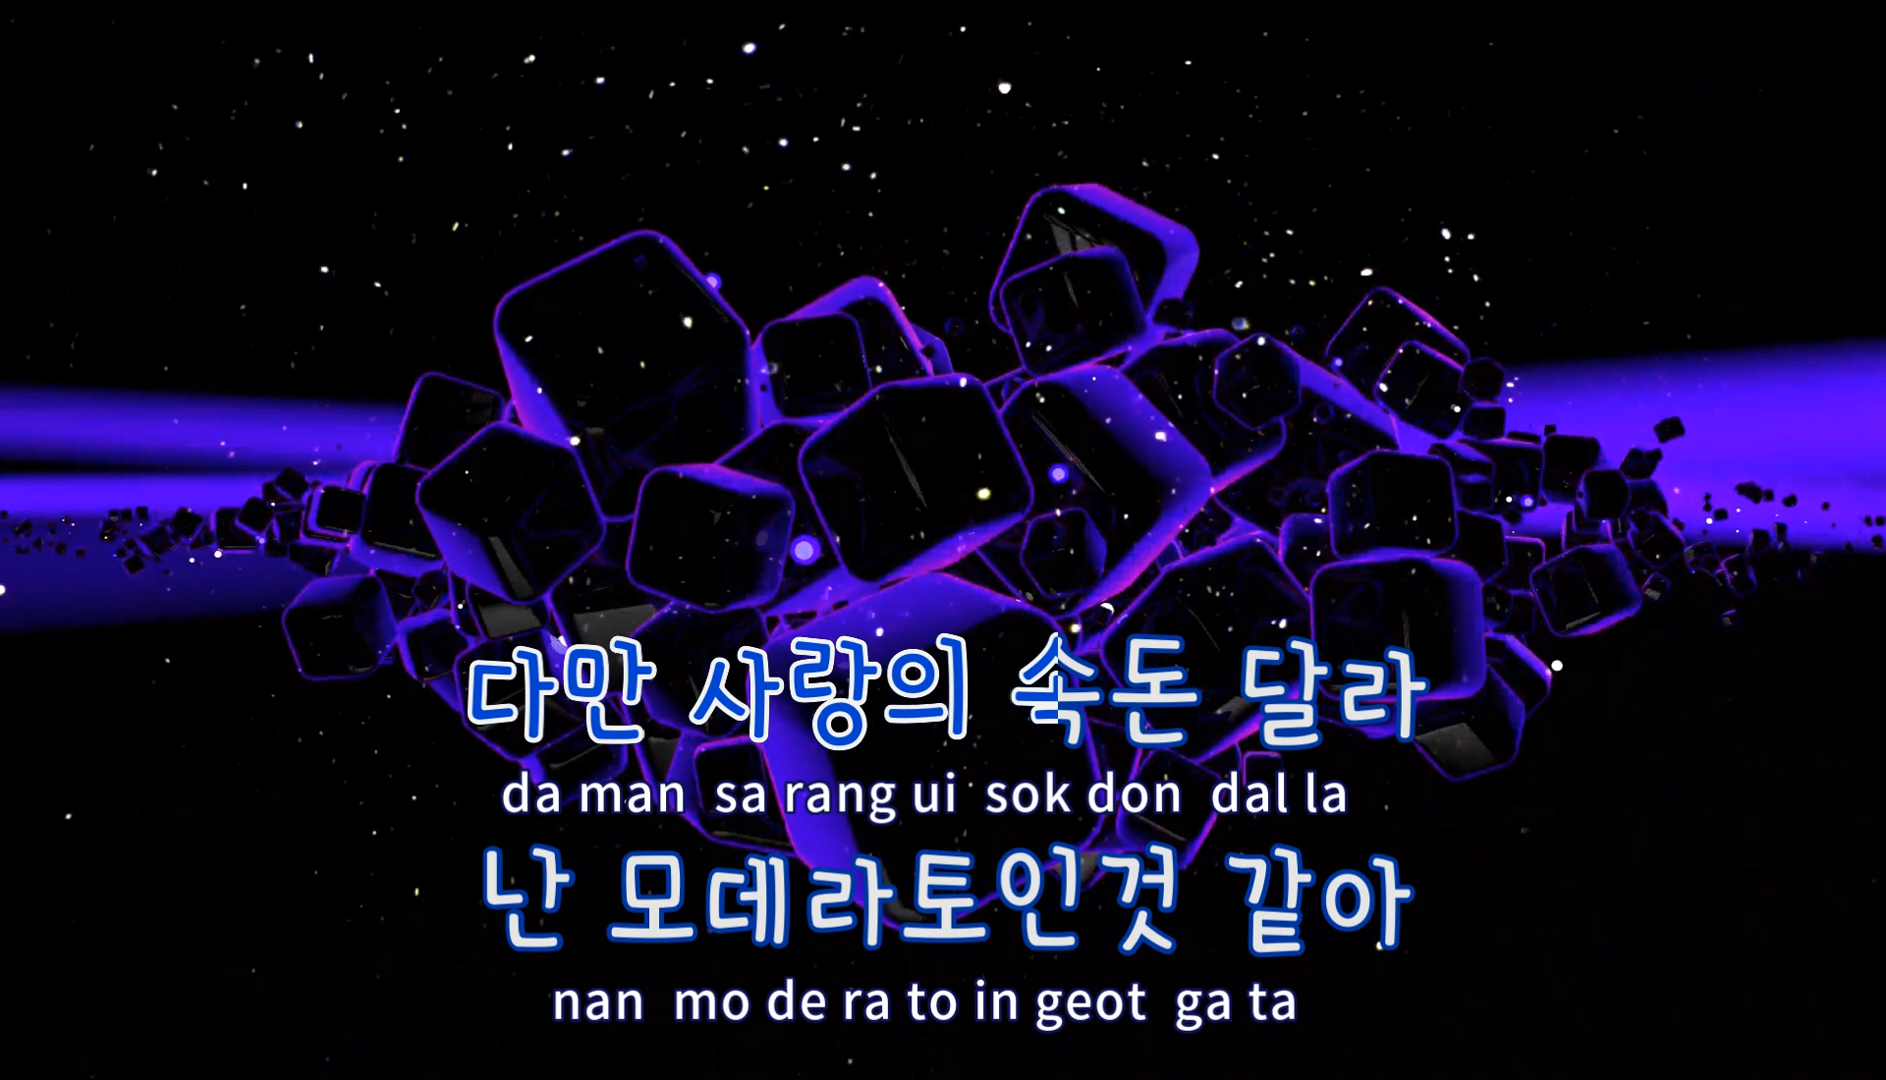 다만 사랑의 속돈 달라
da man sa rang ui sok don dal la
난 모데라토인것 같아
nan mo de ra to in geot ga ta